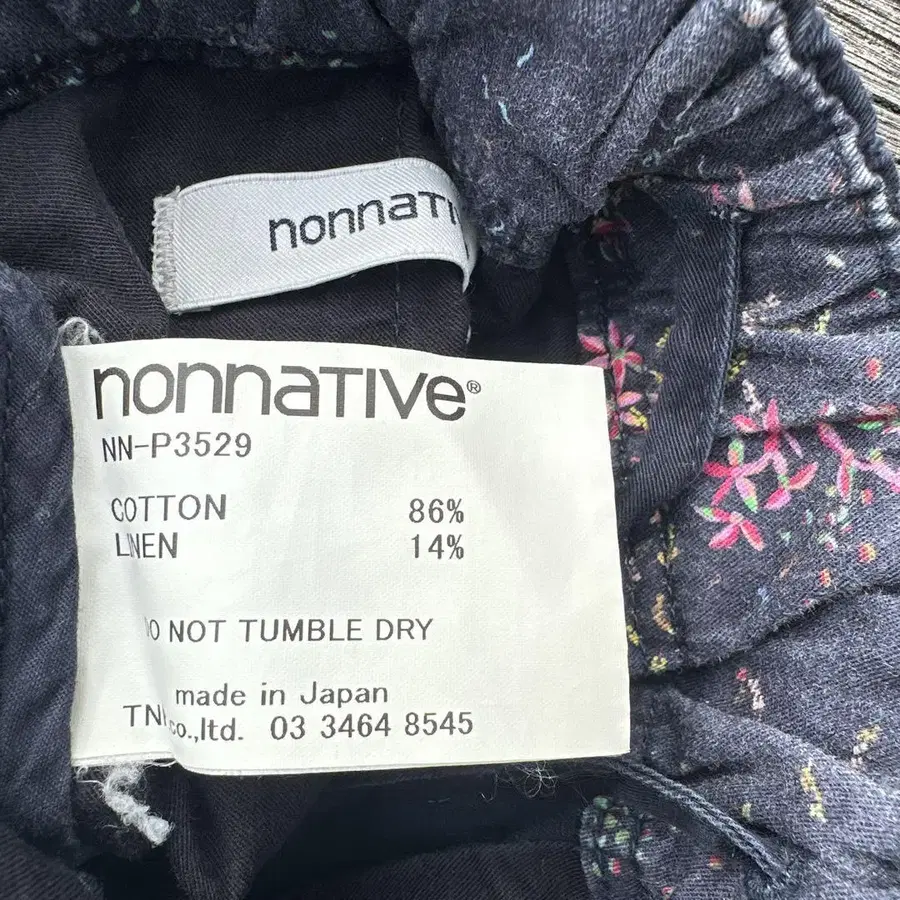 nonnaTI
nonnaTIVE®
NN-P3529
COTTON 86%
LINEN 14%
NOT TUMBLE DRY
made in Japan
co.,ltd. 03 3464 8545